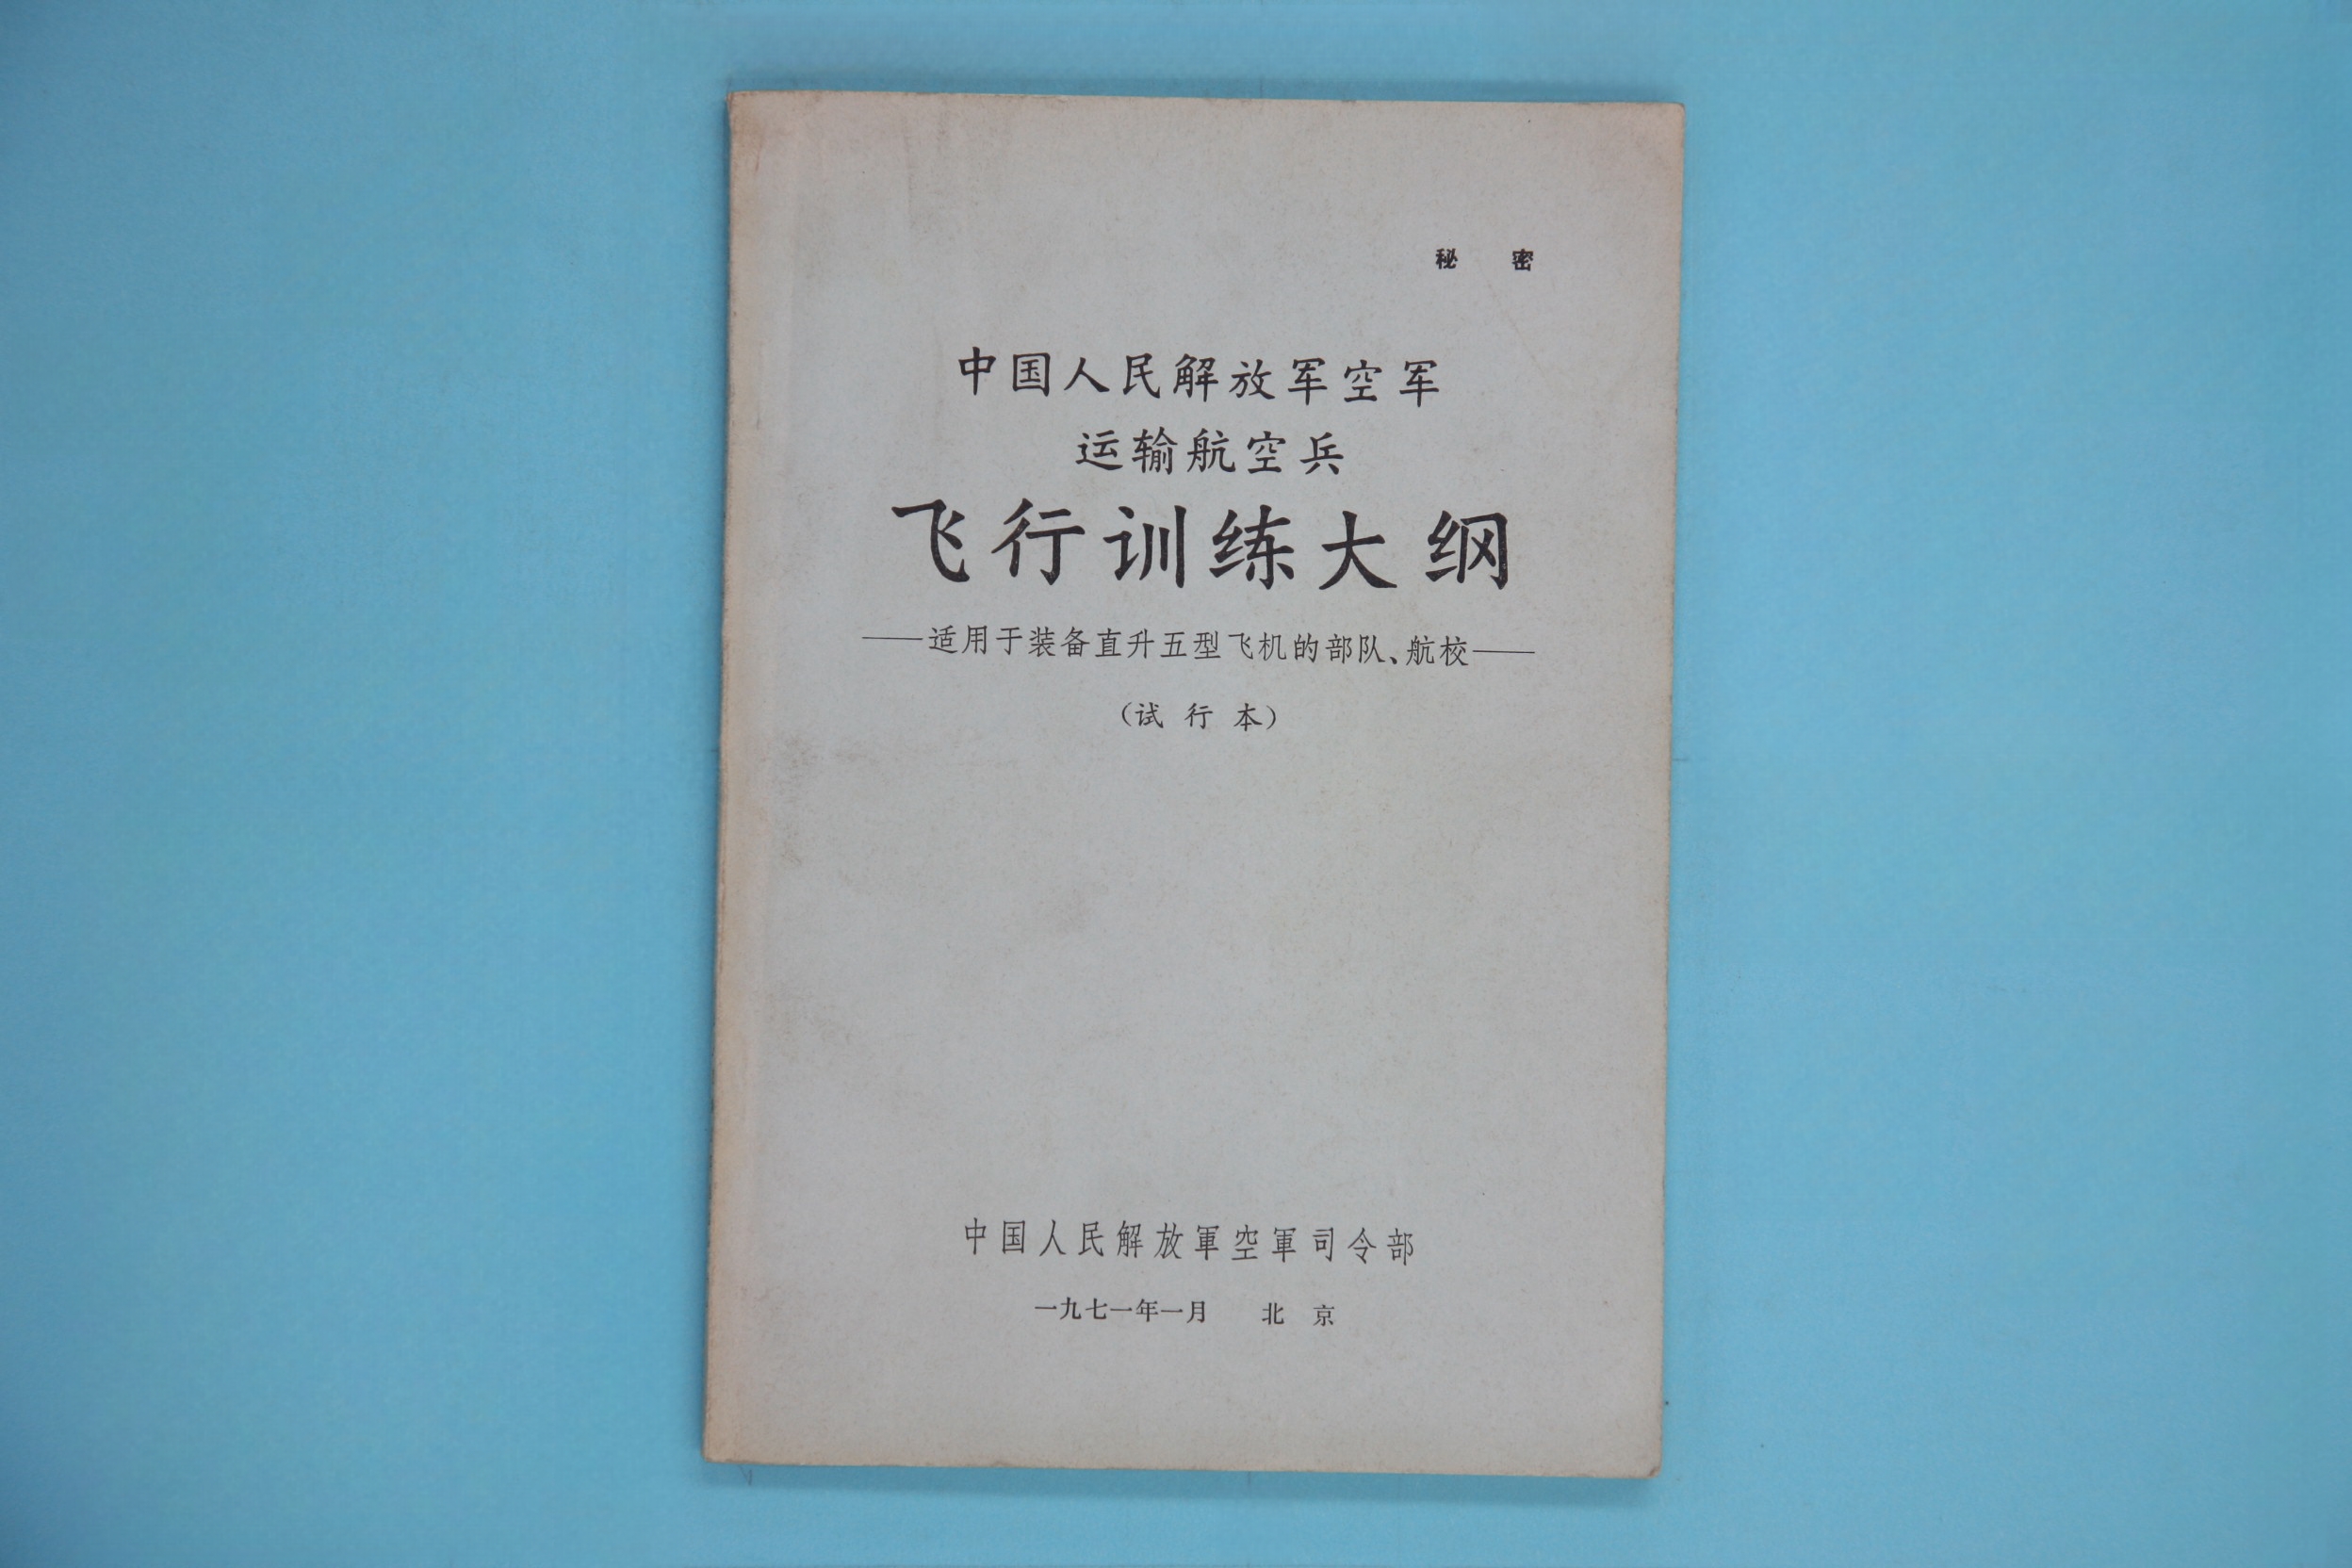 秘 密
中国人民解放军空军
运输航空兵
飞行训练大纲
——适用于装备直升五型飞机的部队、航校——
（试行本）
中国人民解放軍空軍司令部
一九七一年一月 北 京